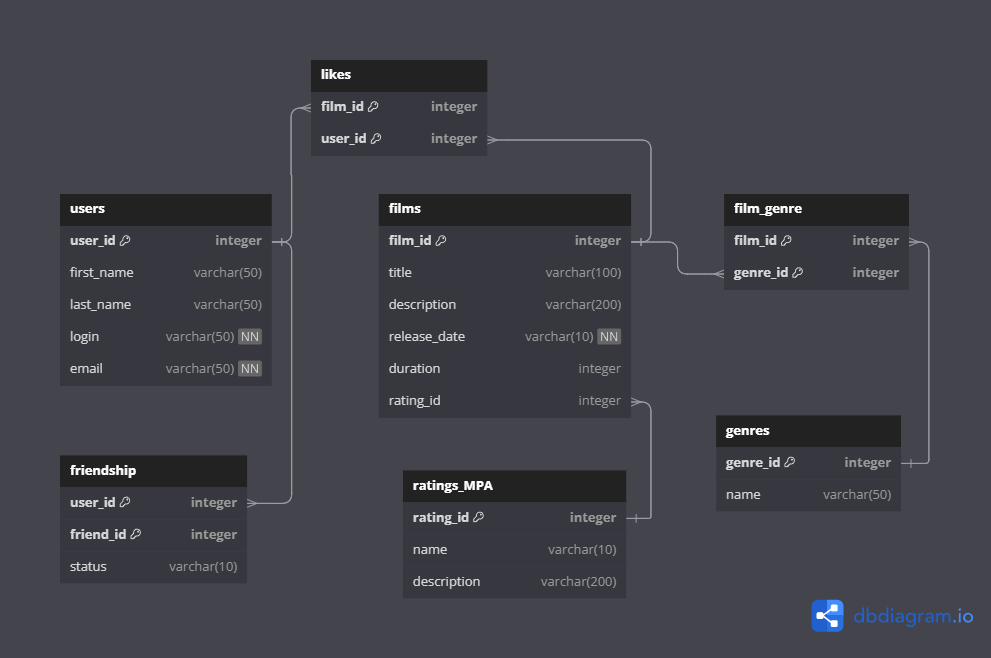 likes
film_id integer
user_id integer
users
user_id integer
first_name varchar(50)
last_name varchar(50)
login varchar(50) NN
email varchar(50) NN
films
film_id integer
title varchar(100)
description varchar(200)
release_date varchar(10) NN
duration integer
rating_id integer
film_genre
film_id integer
genre_id integer
friendship
user_id integer
friend_id integer
status varchar(10)
ratings_MPA
rating_id integer
name varchar(10)
description varchar(200)
genres
genre_id integer
name varchar(50)
dbdiagram.io